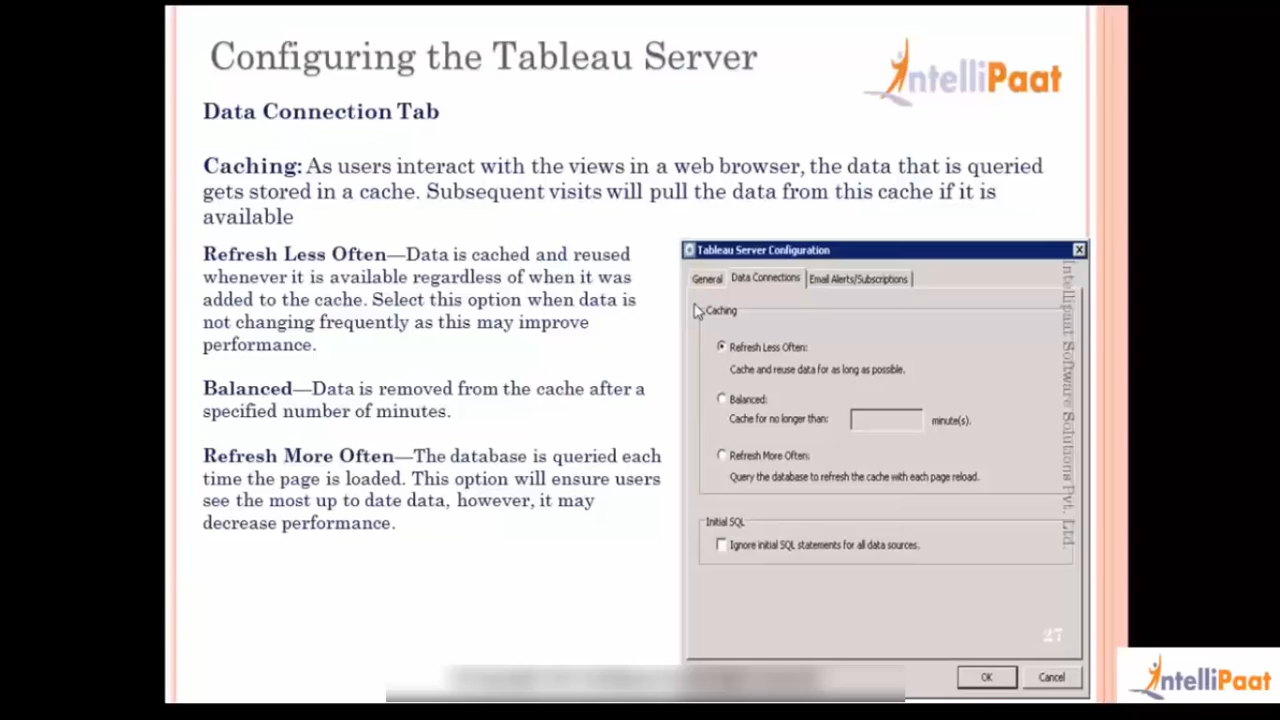 Configuring the Tableau Server
IntelliPaat
Data Connection Tab
Caching: As users interact with the views in a web browser, the data that is queried
gets stored in a cache. Subsequent visits will pull the data from this cache if it is
available
Refresh Less Often—Data is cached and reused
whenever it is available regardless of when it was
added to the cache. Select this option when data is
not changing frequently as this may improve
performance.
Balanced—Data is removed from the cache after a
specified number of minutes.
Refresh More Often—The database is queried each
time the page is loaded. This option will ensure users
see the most up to date data, however, it may
decrease performance.
Tableau Server Configuration
General
Data Connections
Email Alerts/Subscriptions
Caching
Refresh Less Often:
Cache and reuse data for as long as possible.
Balanced:
Cache for no longer than:
minute(s).
Refresh More Often:
Query the database to refresh the cache with each page reload.
Initial SQL
Ignore initial SQL statements for all data sources.
Intellipaat Software Solutions Pvt. Ltd.
27
OK
Cancel
IntelliPaat